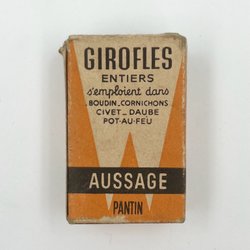 GIROFLES
ENTIERS
s'emploient dans
BOUDIN_CORNICHONS
CIVET_DAUBE
POT·AU·FEU
AUSSAGE
PANTIN